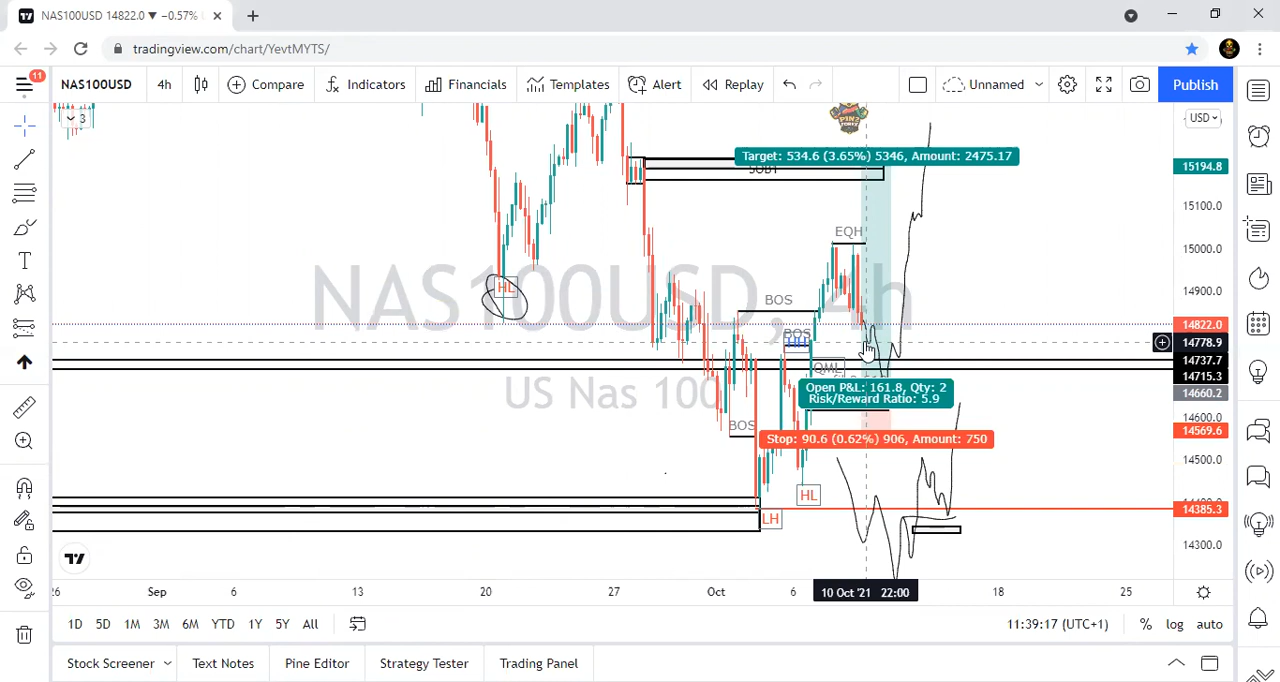 NAS100USD 14822.0 ▼ −0.57%
tradingview.com/chart/YevtMYTS/
11
NAS100USD 4h Compare Indicators Financials Templates Alert Replay Unnamed Publish
3
USD
Target: 534.6 (3.65%) 5346, Amount: 2475.17
15194.8
15100.0
EQH
15000.0
HL
14900.0
BOS
NAS100USD, 4h
14822.0
BOS
HH
14778.9
14737.7
QML
14715.3
US Nas 100
Open P&L: 161.8, Qty: 2
Risk/Reward Ratio: 5.9
14660.2
14600.0
BOS
14569.6
Stop: 90.6 (0.62%) 906, Amount: 750
14500.0
HL
14385.3
LH
14300.0
26 Sep 6 13 20 27 Oct 6 10 Oct '21 22:00 18 25
1D 5D 1M 3M 6M YTD 1Y 5Y All 11:39:17 (UTC+1) % log auto
Stock Screener Text Notes Pine Editor Strategy Tester Trading Panel